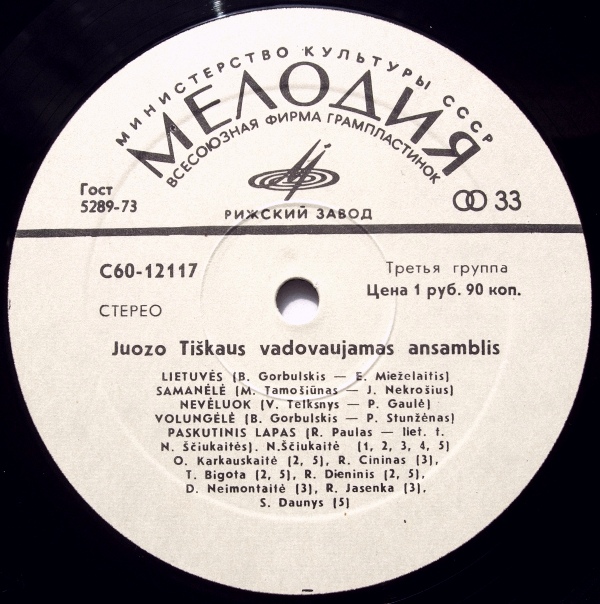 МИНИСТЕРСТВО КУЛЬТУРЫ СССР
МЕЛОДИЯ
ВСЕСОЮЗНАЯ ФИРМА ГРАМПЛАСТИНОК
Гост
5289-73
РИЖСКИЙ ЗАВОД
33
С60-12117
Третья группа
Цена 1 руб. 90 коп.
СТЕРЕО
Juozo Tiškaus vadovaujamas ansamblis
LIETUVĖS (B. Gorbulskis — E. Mieželaitis)
SAMANĖLĖ (M. Tamošiūnas — J. Nekrošius)
NEVĖLUOK (V. Telksnys — P. Gaulė)
VOLUNGĖLĖ (B. Gorbulskis — P. Stunžėnas)
PASKUTINIS LAPAS (R. Paulas — liet. t.
N. Ščiukaitės). N.Ščiukaitė (1, 2, 3, 4, 5)
O. Karkauskaitė (2, 5), R. Cininas (3),
T. Bigota (2, 5), R. Dieninis (2, 5),
D. Neimontaitė (3), R. Jasenka (3),
S. Daunys (5)